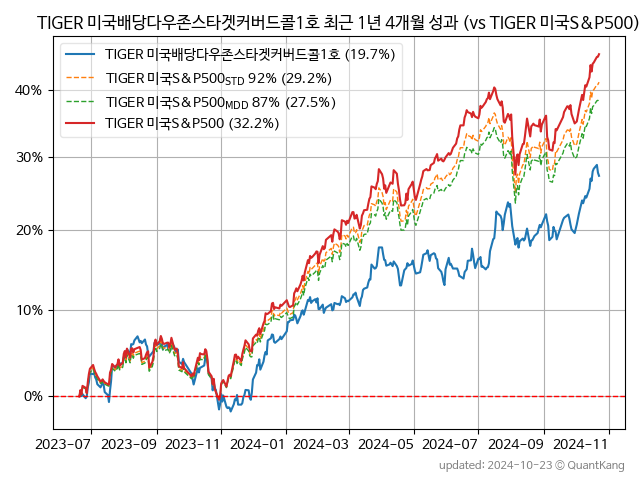 TIGER 미국배당다우존스타겟커버드콜1호 최근 1년 4개월 성과 (vs TIGER 미국S&P500)
TIGER 미국배당다우존스타겟커버드콜1호 (19.7%)
TIGER 미국S&P500STD 92% (29.2%)
TIGER 미국S&P500MDD 87% (27.5%)
TIGER 미국S&P500 (32.2%)
40%
30%
20%
10%
0%
2023-07 2023-09 2023-11 2024-01 2024-03 2024-05 2024-07 2024-09 2024-11
updated: 2024-10-23 © QuantKang